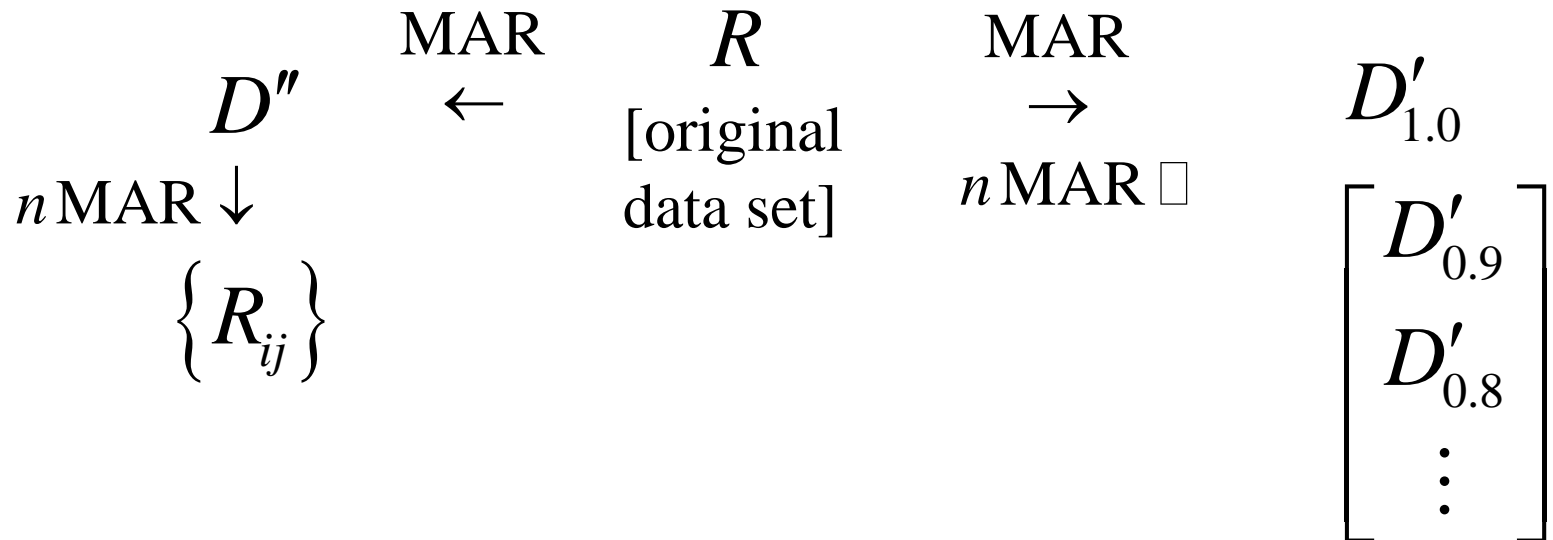 MAR R MAR
D″ ← → D′1.0
[original
nMAR ↓ data set] nMAR □
{Rij}
[D′0.9
D′0.8
⋮]